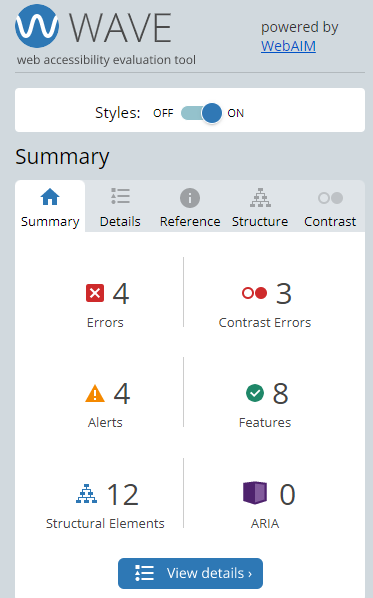 WAVE
powered by
WebAIM
web accessibility evaluation tool
Styles: OFF ON
Summary
Summary Details Reference Structure Contrast
4 3
Errors Contrast Errors
4 8
Alerts Features
12 0
Structural Elements ARIA
View details ›